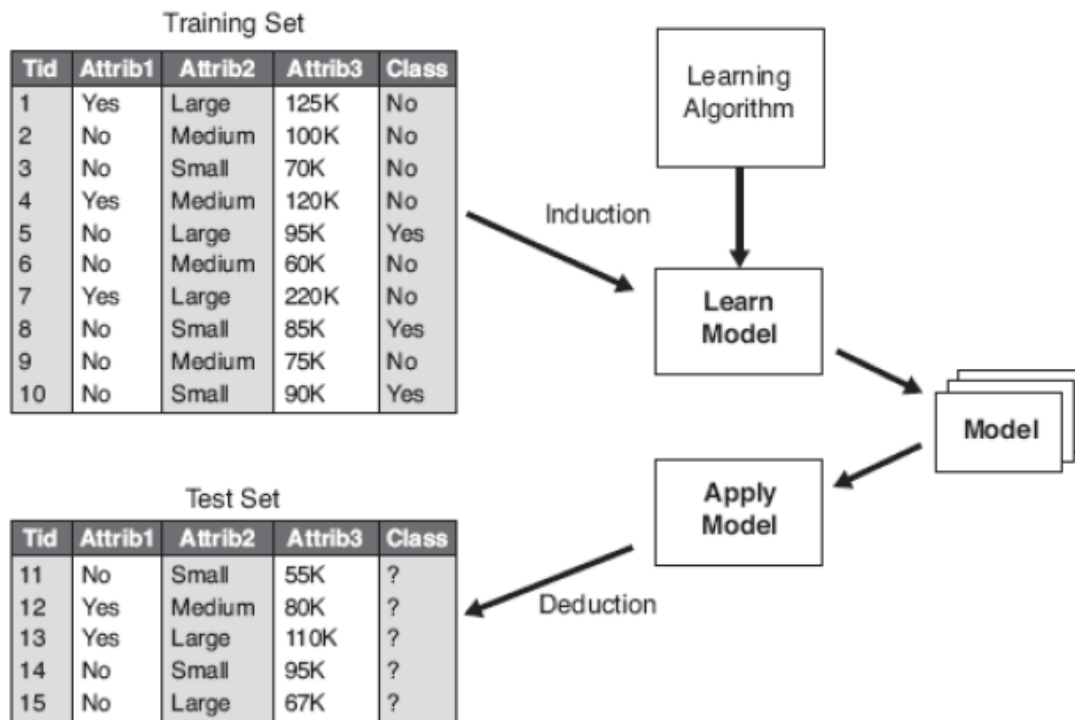 Training Set
Tid Attrib1 Attrib2 Attrib3 Class
1 Yes Large 125K No
2 No Medium 100K No
3 No Small 70K No
4 Yes Medium 120K No
5 No Large 95K Yes
6 No Medium 60K No
7 Yes Large 220K No
8 No Small 85K Yes
9 No Medium 75K No
10 No Small 90K Yes
Learning
Algorithm
Induction
Learn
Model
Model
Apply
Model
Deduction
Test Set
Tid Attrib1 Attrib2 Attrib3 Class
11 No Small 55K ?
12 Yes Medium 80K ?
13 Yes Large 110K ?
14 No Small 95K ?
15 No Large 67K ?